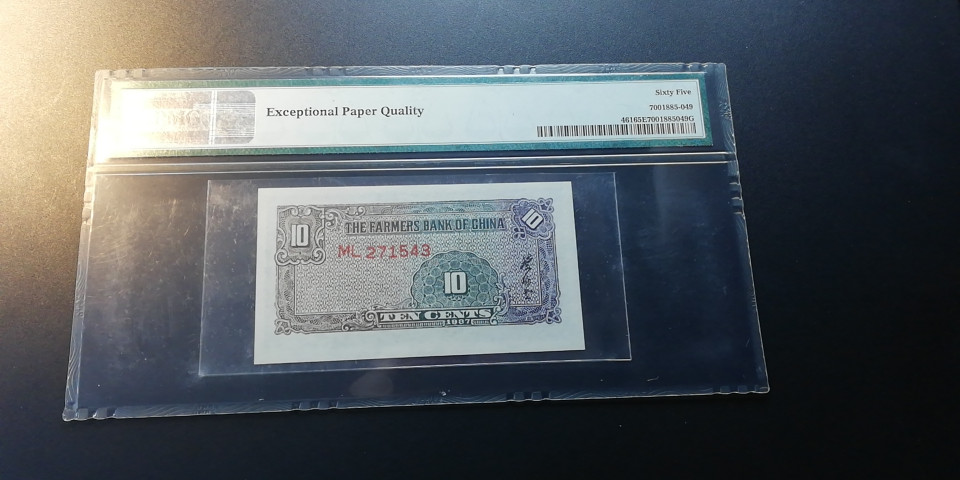 Exceptional Paper Quality
Sixty Five
7001885-049
46165E7001885049G
10
THE FARMERS BANK OF CHINA
10
ML 271543
10
TEN CENTS
1937